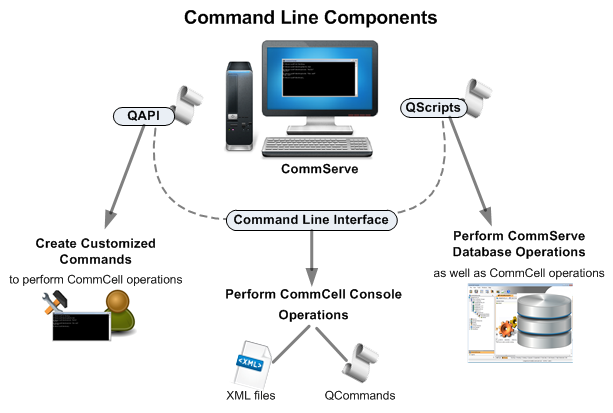 Command Line Components
QAPI
QScripts
CommServe
Command Line Interface
Create Customized
Commands
to perform CommCell operations
Perform CommServe
Database Operations
as well as CommCell operations
Perform CommCell Console
Operations
<XML>
XML files
QCommands